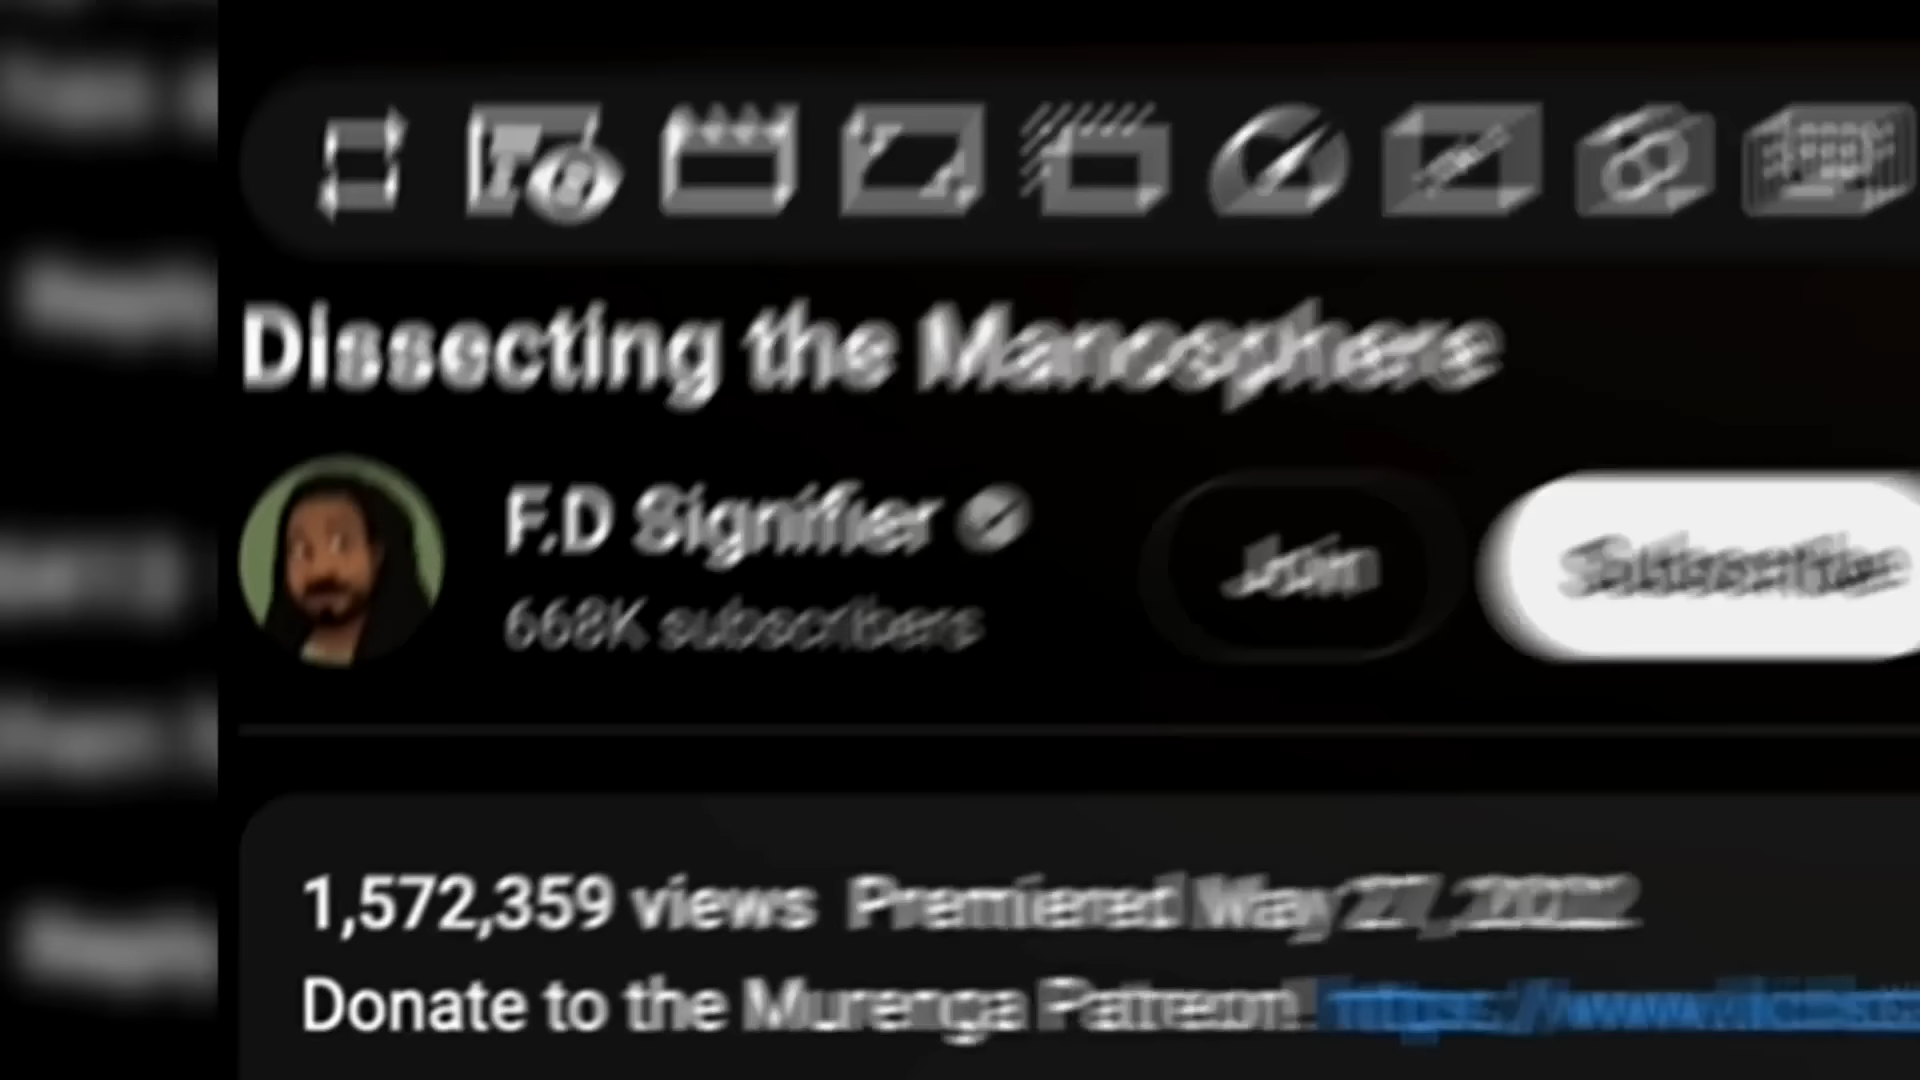 Dissecting the Manosphere
F.D Signifier
668K subscribers
Join
Subscribe
1,572,359 views Premiered May 27, 2022
Donate to the Murenga Patreon!